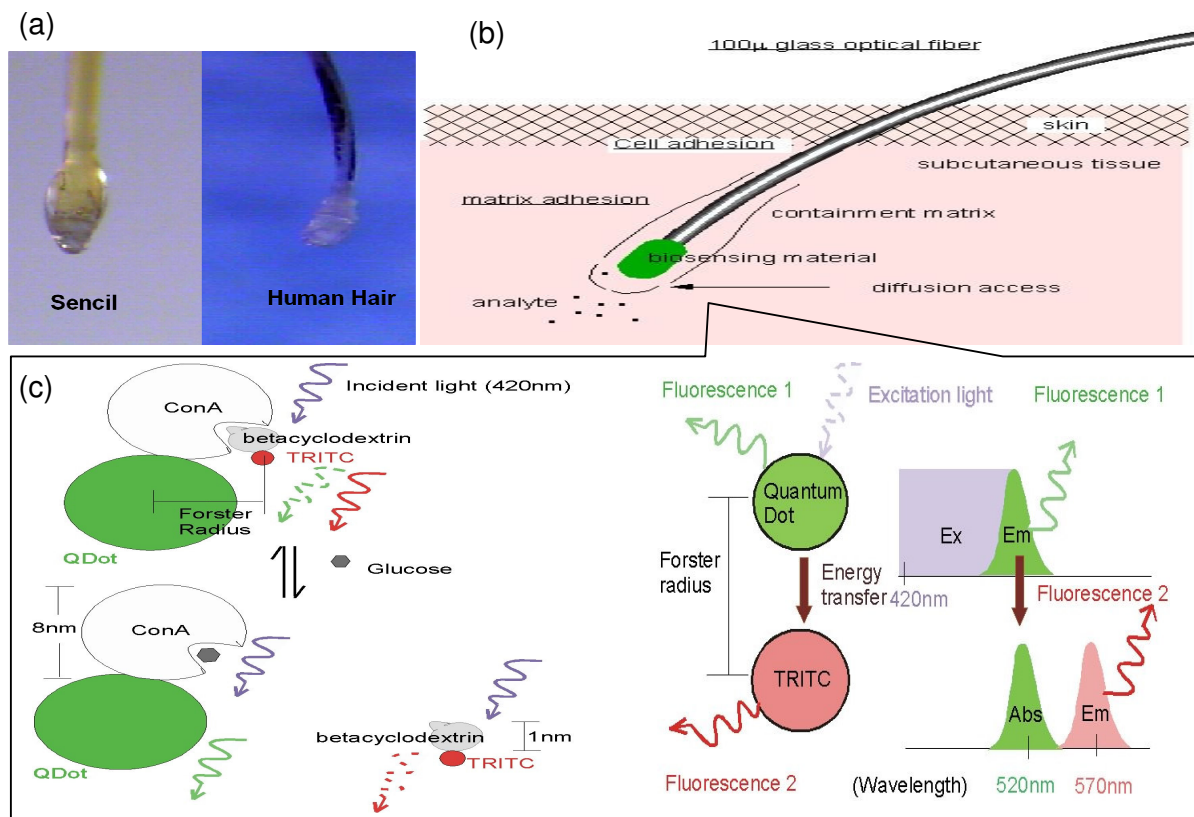 (a)
Sencil
Human Hair
(b)
100μ glass optical fiber
skin
Cell adhesion
subcutaneous tissue
matrix adhesion
containment matrix
biosensing material
analyte
diffusion access
(c)
Incident light (420nm)
ConA
betacyclodextrin
TRITC
Forster
Radius
QDot
Glucose
8nm
ConA
QDot
betacyclodextrin
1nm
TRITC
Fluorescence 1
Excitation light
Fluorescence 1
Quantum
Dot
Ex
Em
Forster
radius
Energy
transfer
420nm
Fluorescence 2
TRITC
Abs
Em
Fluorescence 2
(Wavelength)
520nm
570nm